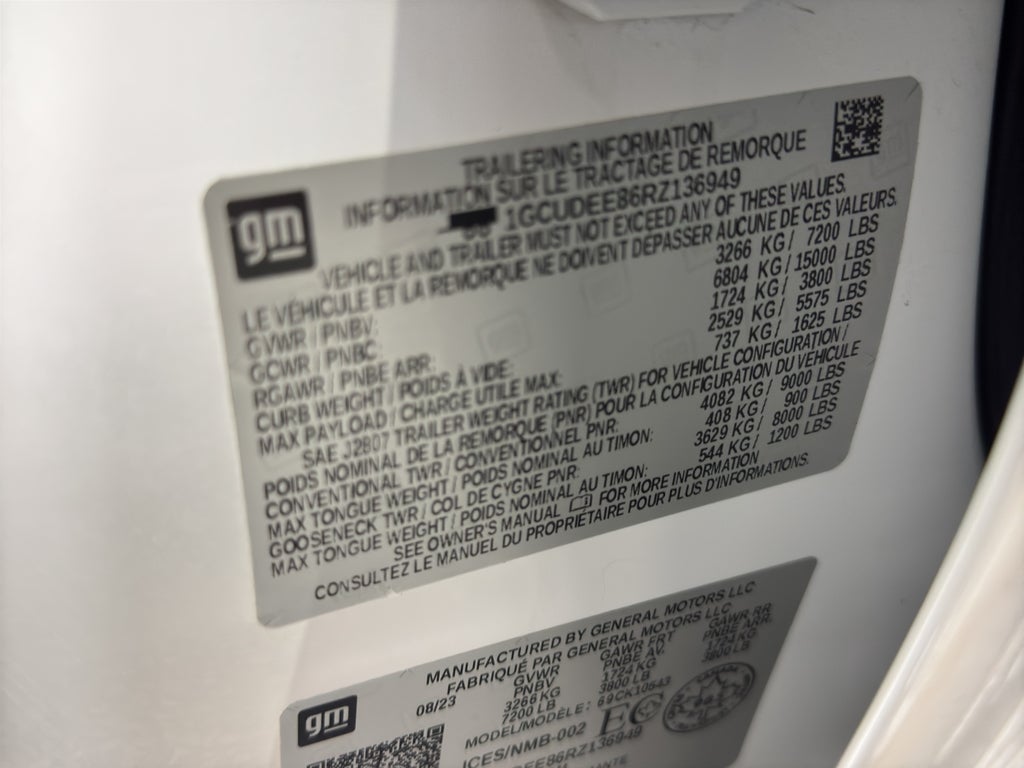 gm
TRAILERING INFORMATION
INFORMATION SUR LE TRACTAGE DE REMORQUE
1GCUDEE86RZ136949
VEHICLE AND TRAILER MUST NOT EXCEED ANY OF THESE VALUES.
LE VÉHICULE ET LA REMORQUE NE DOIVENT DEPASSER AUCUNE DE CES VALEURS.
GVWR / PNBV: 3266 KG/ 7200 LBS
GCWR / PNBC: 6804 KG/ 15000 LBS
RGAWR / PNBE ARR: 1724 KG/ 3800 LBS
CURB WEIGHT / POIDS À VIDE: 2529 KG/ 5575 LBS
MAX PAYLOAD / CHARGE UTILE MAX: 737 KG/ 1625 LBS
SAE J2807 TRAILER WEIGHT RATING (TWR) FOR VEHICLE CONFIGURATION /
POIDS NOMINAL DE LA REMORQUE (PNR) POUR LA CONFIGURATION DU VÉHICULE
CONVENTIONAL TWR / CONVENTIONNEL PNR: 4082 KG/ 9000 LBS
MAX TONGUE WEIGHT / POIDS NOMINAL AU TIMON: 408 KG/ 900 LBS
GOOSENECK TWR / COL DE CYGNE PNR: 3629 KG/ 8000 LBS
MAX TONGUE WEIGHT / POIDS NOMINAL AU TIMON: 544 KG/ 1200 LBS
SEE OWNER'S MANUAL FOR MORE INFORMATION
CONSULTEZ LE MANUEL DU PROPRIÉTAIRE POUR PLUS D'INFORMATIONS.
gm
MANUFACTURED BY GENERAL MOTORS LLC
FABRIQUÉ PAR GENERAL MOTORS LLC
08/23 GVWR GAWR FRT GAWR RR
PNBV PNBE AV. PNBE ARR.
3266 KG 1724 KG 1724 KG
7200 LB 3800 LB 3800 LB
MODEL/MODÈLE: 69CK10543
ICES/NMB-002
DEE86RZ136949